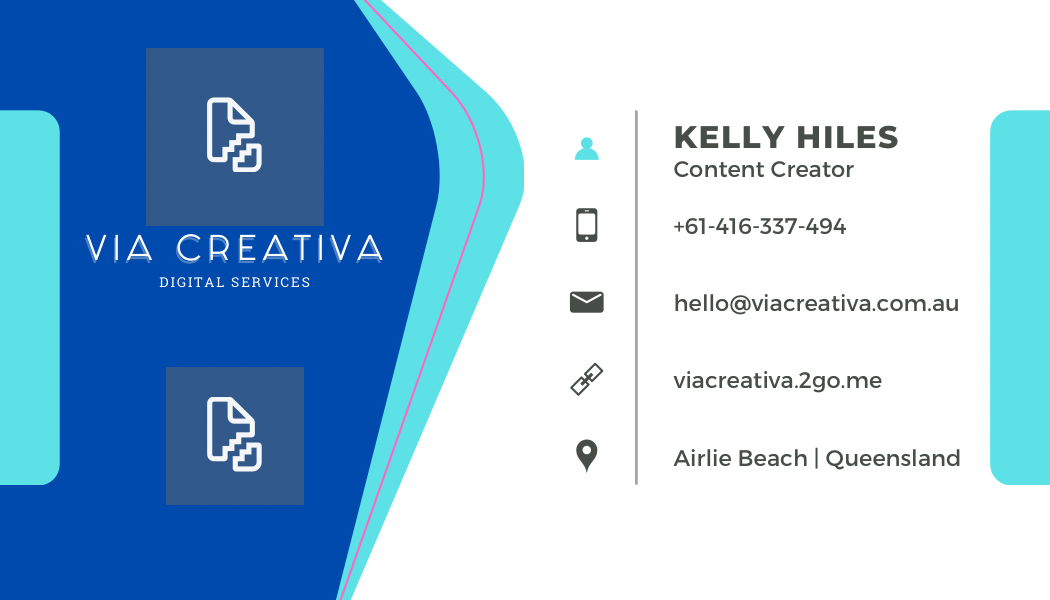 VIA CREATIVA
DIGITAL SERVICES
KELLY HILES
Content Creator
+61-416-337-494
hello@viacreativa.com.au
viacreativa.2go.me
Airlie Beach | Queensland